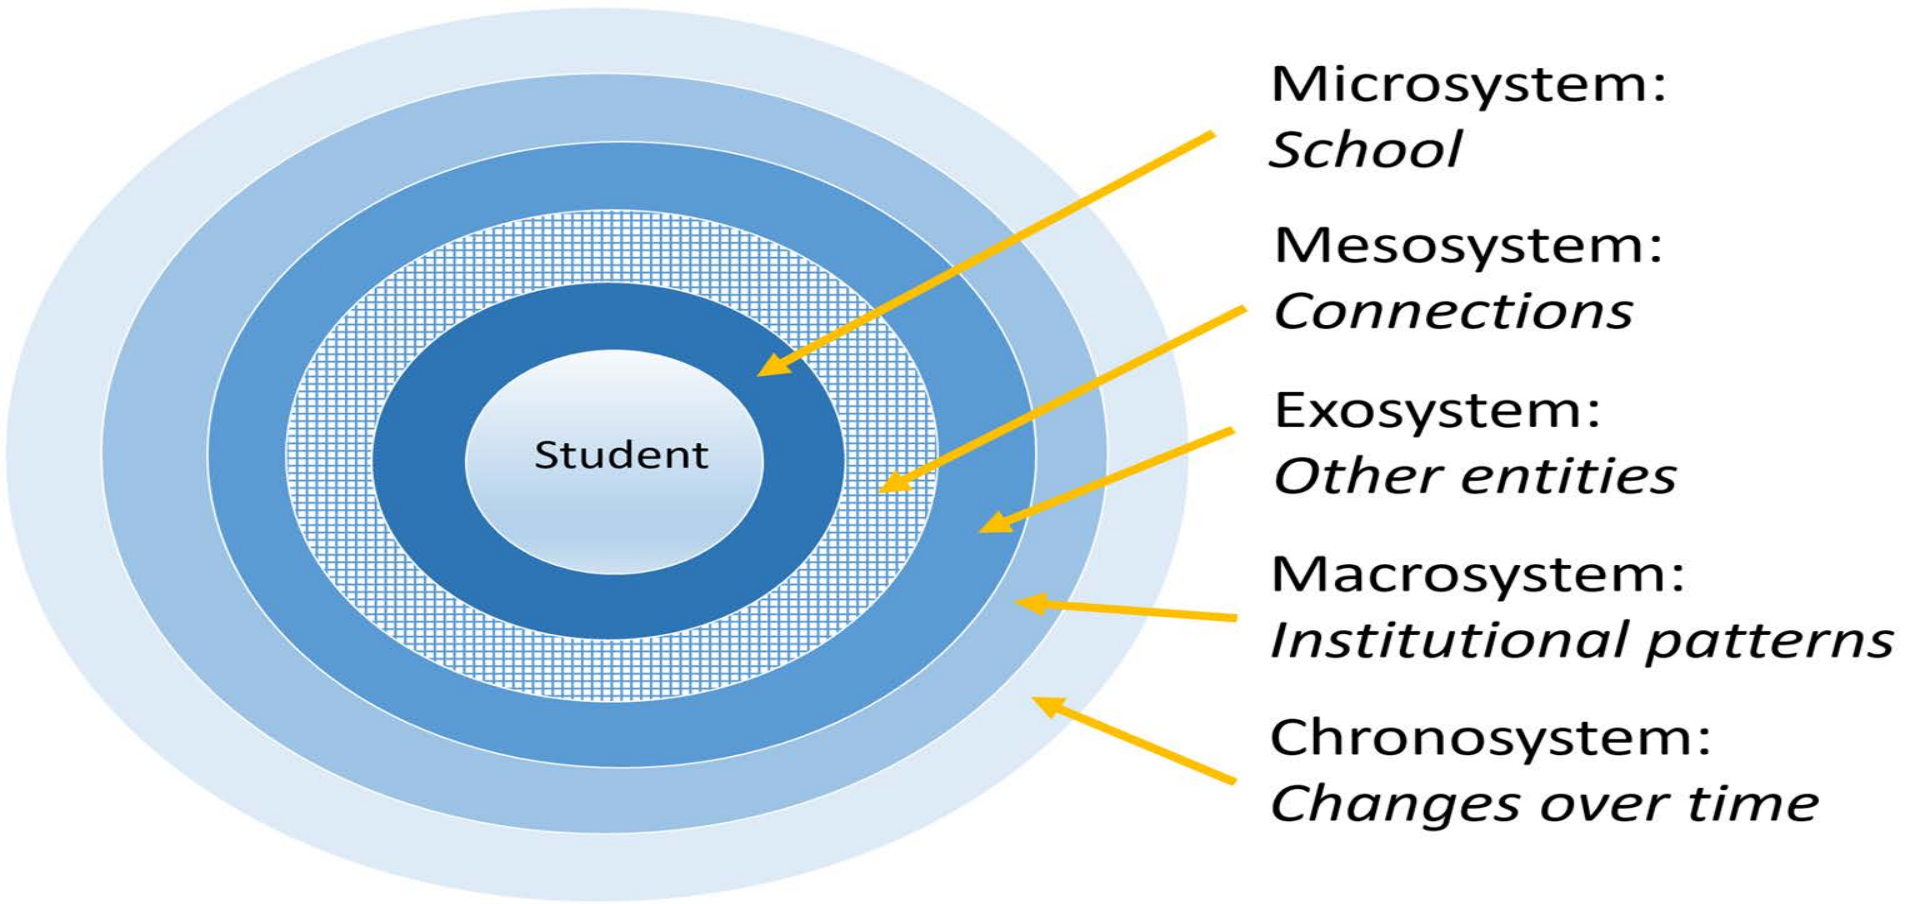 Student
Microsystem:
School
Mesosystem:
Connections
Exosystem:
Other entities
Macrosystem:
Institutional patterns
Chronosystem:
Changes over time